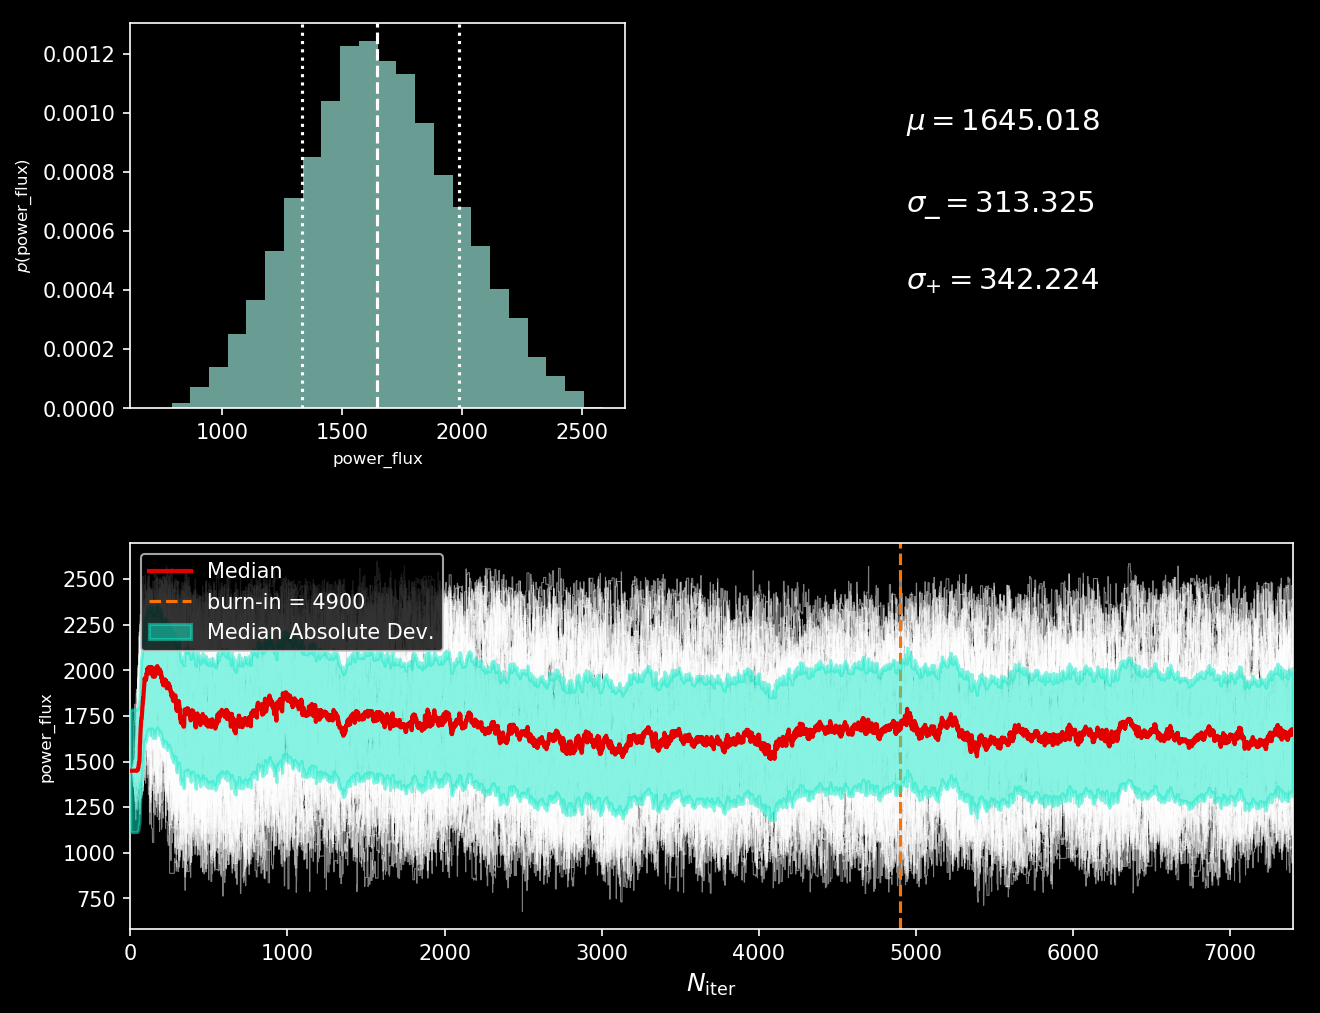 0.0012
0.0010
0.0008
0.0006
0.0004
0.0002
0.0000
p(power_flux)
1000 1500 2000 2500
power_flux
μ = 1645.018
σ₋ = 313.325
σ₊ = 342.224
Median
burn-in = 4900
Median Absolute Dev.
2500
2250
2000
1750
1500
1250
1000
750
power_flux
0 1000 2000 3000 4000 5000 6000 7000
N_iter